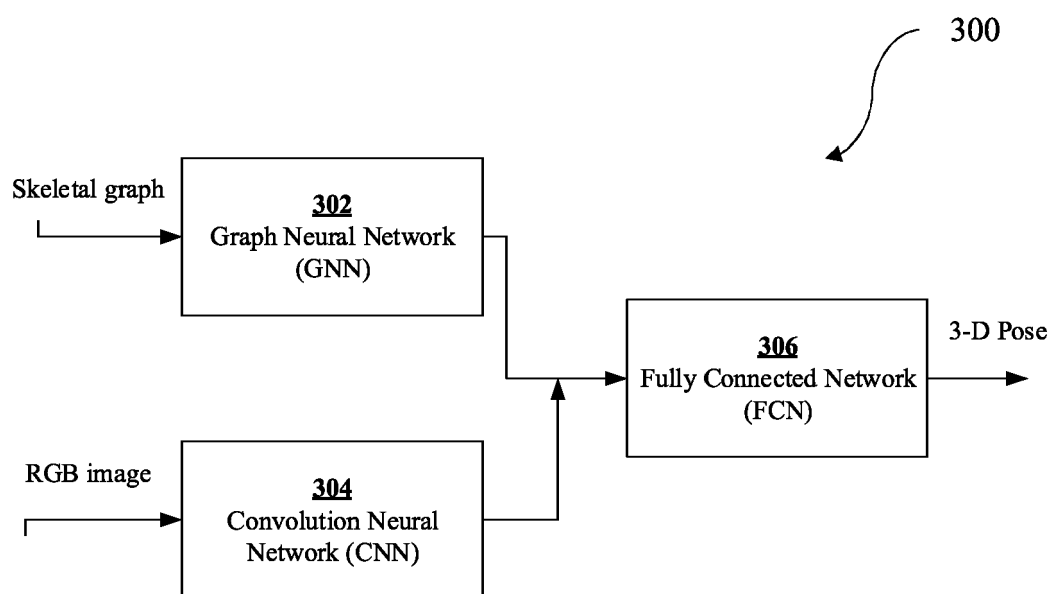 300
Skeletal graph
302
Graph Neural Network
(GNN)
306
Fully Connected Network
(FCN)
3-D Pose
RGB image
304
Convolution Neural
Network (CNN)